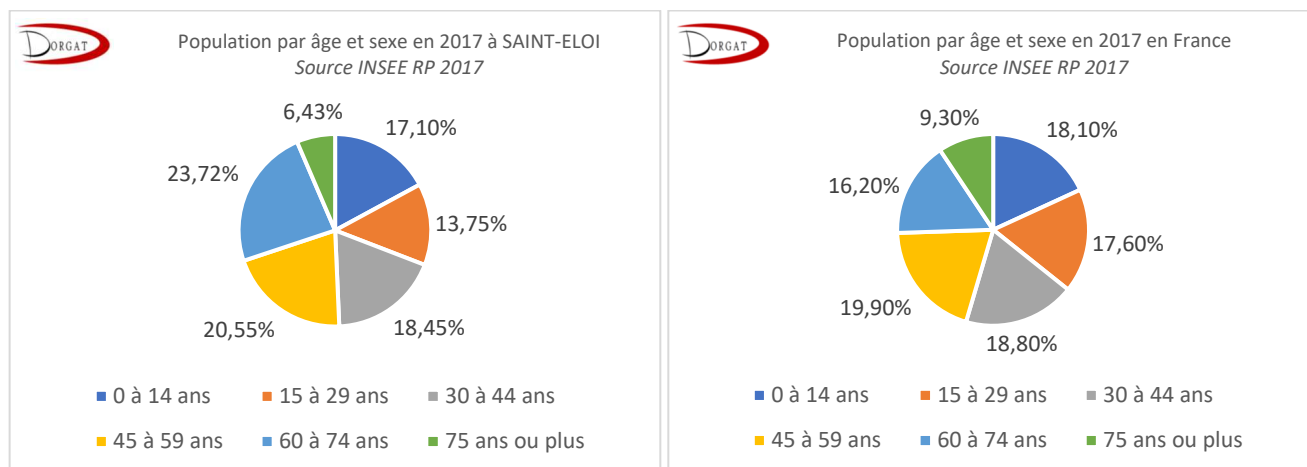 DORGAT
Population par âge et sexe en 2017 à SAINT-ELOI
Source INSEE RP 2017
6,43%
17,10%
23,72%
13,75%
20,55%
18,45%
0 à 14 ans
15 à 29 ans
30 à 44 ans
45 à 59 ans
60 à 74 ans
75 ans ou plus
DORGAT
Population par âge et sexe en 2017 en France
Source INSEE RP 2017
9,30%
18,10%
16,20%
17,60%
19,90%
18,80%
0 à 14 ans
15 à 29 ans
30 à 44 ans
45 à 59 ans
60 à 74 ans
75 ans ou plus